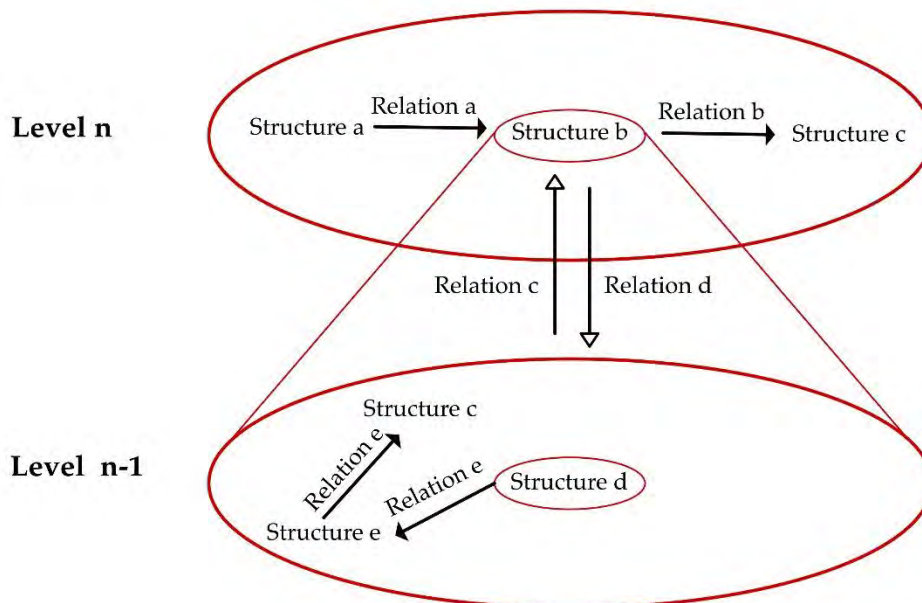 Level n
Structure a
Relation a
Structure b
Relation b
Structure c
Relation c
Relation d
Level n-1
Structure c
Relation e
Relation e
Structure d
Structure e